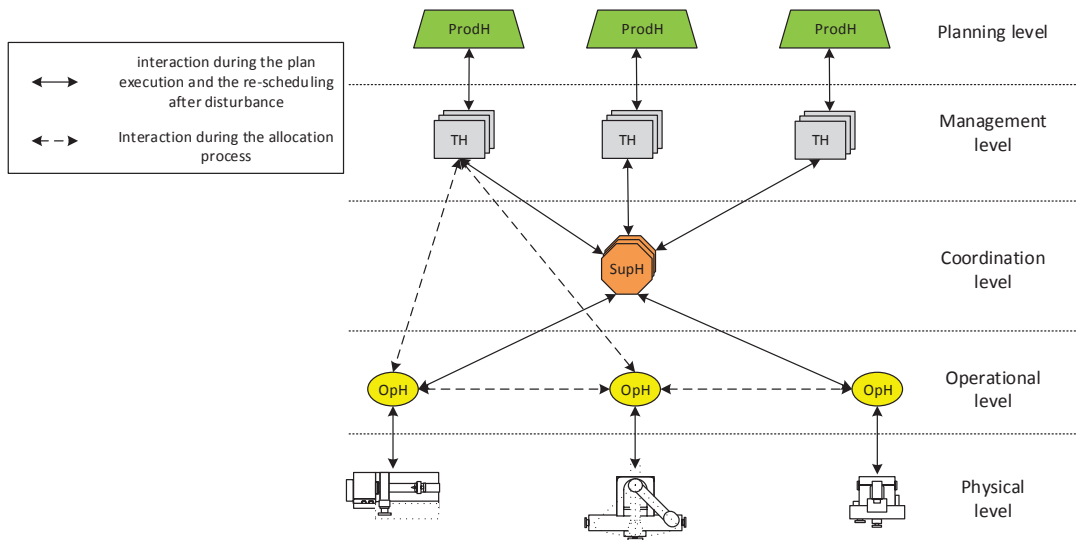 ProdH
ProdH
ProdH
Planning level
interaction during the plan
execution and the re-scheduling
after disturbance
Interaction during the allocation
process
TH
TH
TH
Management
level
SupH
Coordination
level
OpH
OpH
OpH
Operational
level
Physical
level